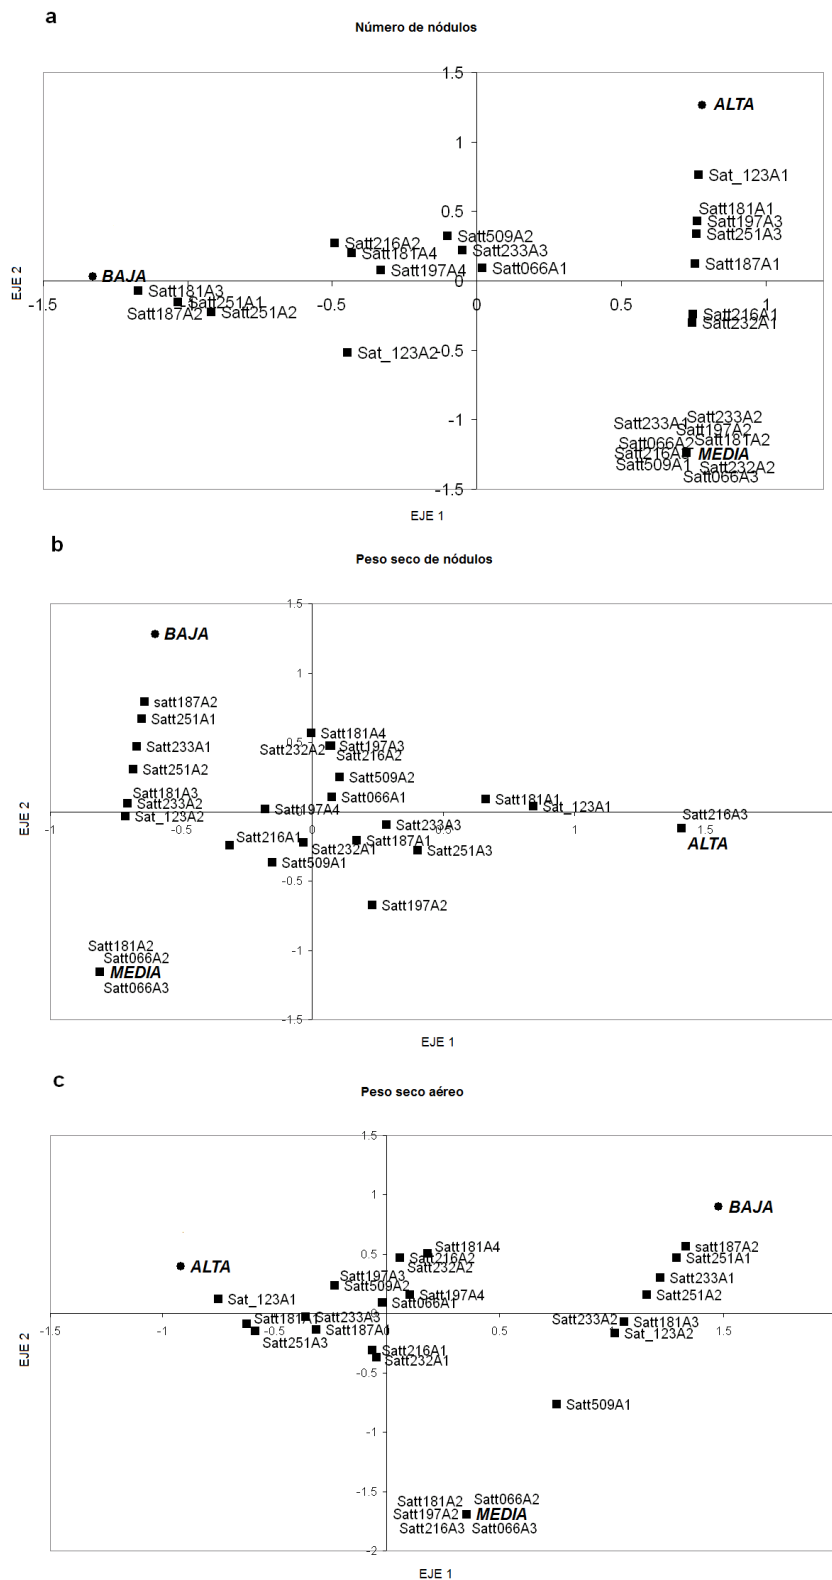 a
Número de nódulos
1.5
ALTA
1
Sat_123A1
Satt181A1
0.5
Satt197A3
Satt216A2
Satt509A2
Satt251A3
Satt181A4
Satt233A3
Satt197A4
Satt066A1
Satt187A1
BAJA
0
EJE 2
Satt181A3
-1.5
-1
Satt251A1
-0.5
0
0.5
1
Satt187A2
Satt251A2
Satt216A1
Satt232A1
Sat_123A2
-0.5
-1
Satt233A1
Satt233A2
Satt197A2
Satt066A2
Satt181A2
MEDIA
Satt509A1
Satt232A2
Satt066A3
-1.5
EJE 1
b
Peso seco de nódulos
1.5
BAJA
1
satt187A2
Satt251A1
Satt181A4
0.5
Satt233A1
Satt232A2
Satt197A3
Satt216A2
Satt251A2
Satt509A2
Satt181A3
Satt066A1
Satt181A1
Satt233A2
Satt197A4
Sat_123A1
Satt216A3
EJE 2
Sat_123A2
0
-1
-0.5
0
0.5
1
1.5
Satt233A3
Satt216A1
Satt187A1
ALTA
Satt232A1
Satt251A3
Satt509A1
-0.5
Satt197A2
-1
Satt181A2
Satt066A2
MEDIA
Satt066A3
-1.5
EJE 1
c
Peso seco aéreo
1.5
1
BAJA
0.5
Satt181A4
satt187A2
Satt216A2
Satt251A1
ALTA
Satt232A2
Satt197A3
Satt233A1
Satt509A2
Satt197A4
Satt251A2
Sat_123A1
Satt066A1
EJE 2
0
Satt181A1
Satt233A3
Satt233A2
Satt181A3
-1.5
-1
-0.5
0.5
1
1.5
Satt187A1
Sat_123A2
Satt251A3
Satt216A1
Satt232A1
-0.5
Satt509A1
-1
-1.5
Satt181A2
Satt066A2
Satt197A2
MEDIA
Satt216A3
Satt066A3
-2
EJE 1